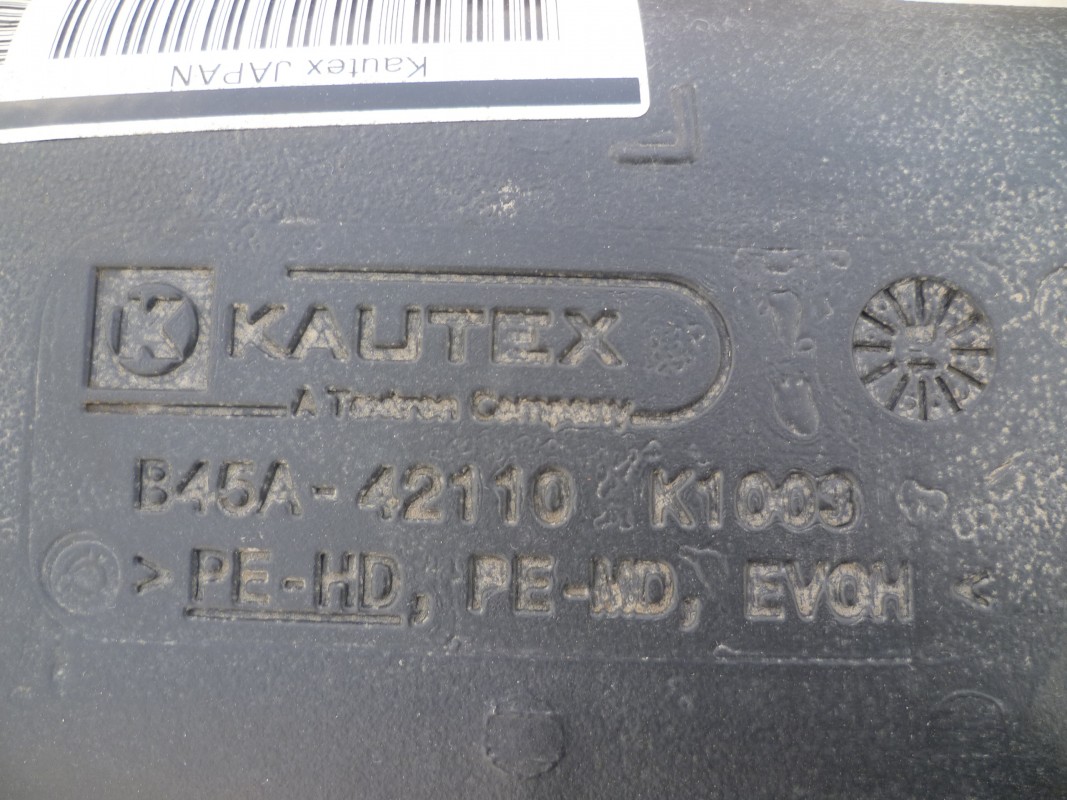 Kautex JAPAN
L
K KAUTEX
A Textron Company
B45A-42110 K1003
>PE-HD, PE-MD, EVOH<